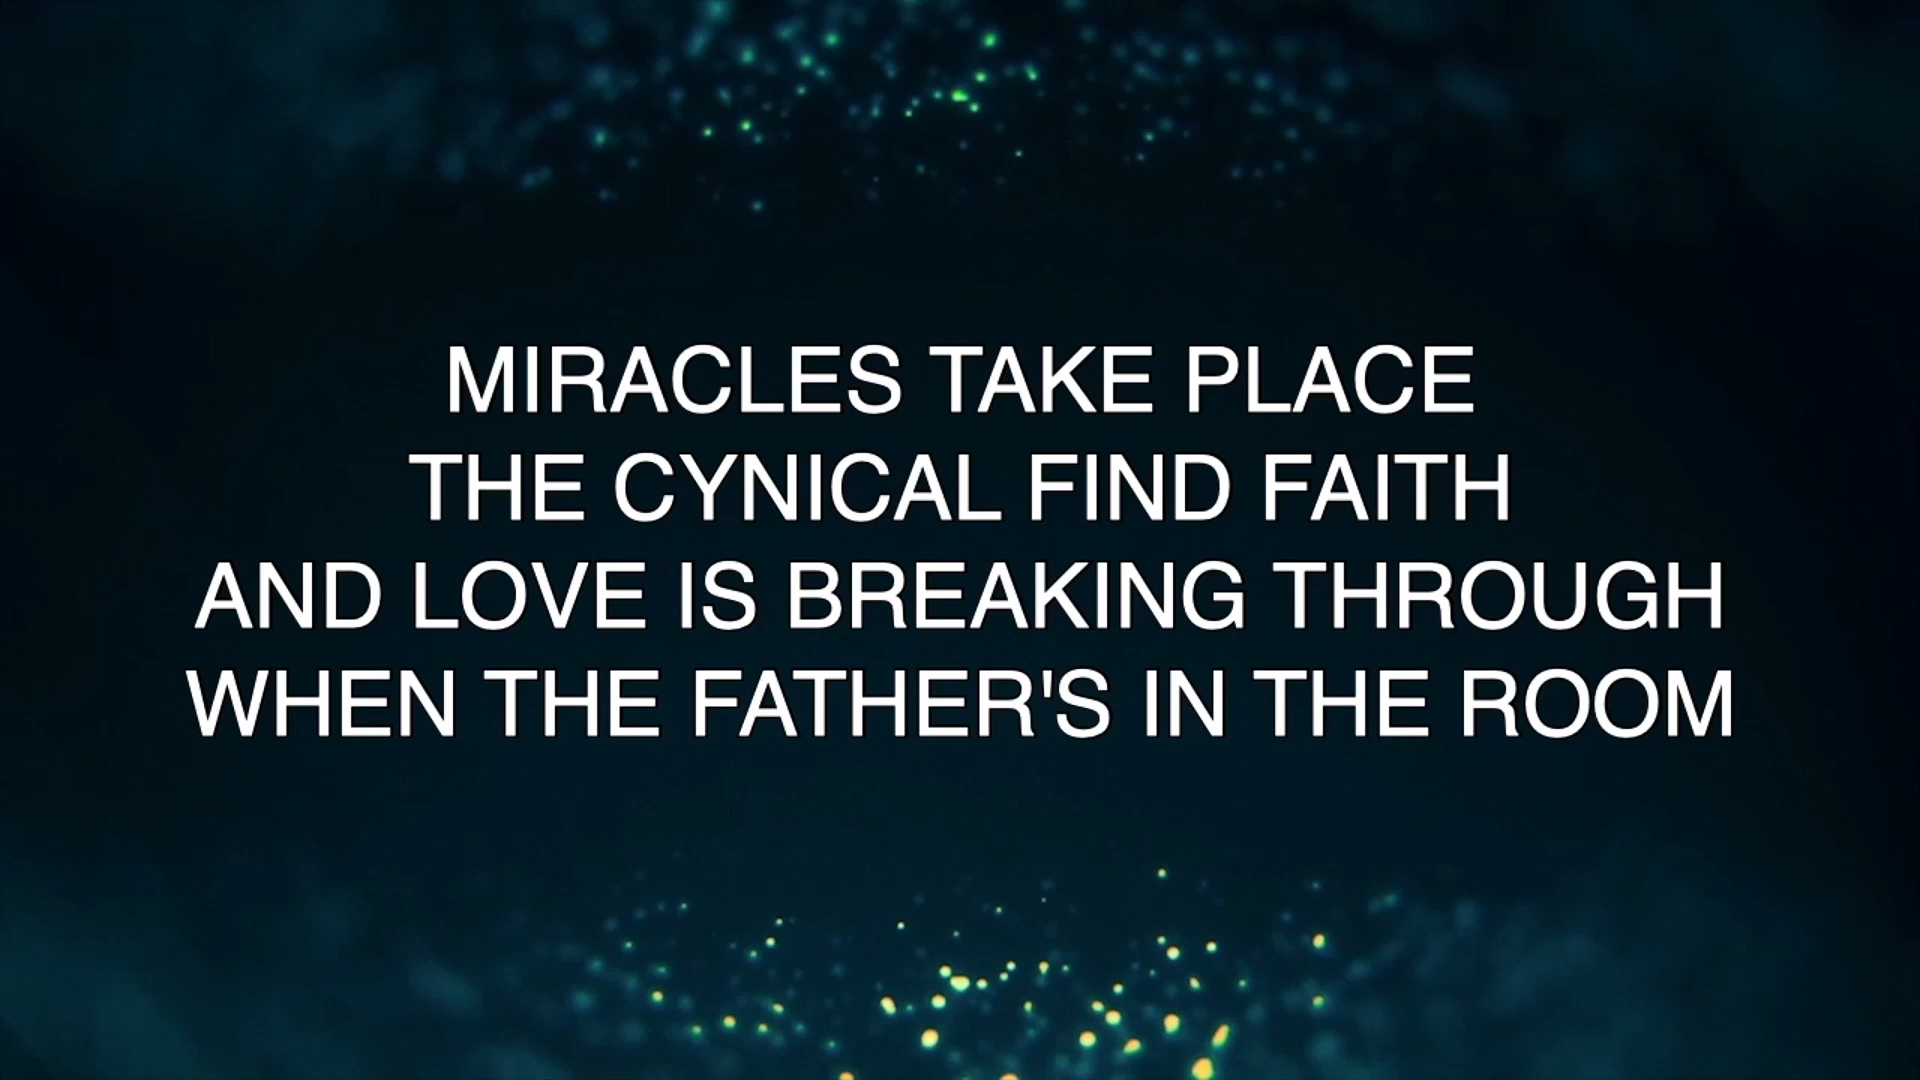 MIRACLES TAKE PLACE
THE CYNICAL FIND FAITH
AND LOVE IS BREAKING THROUGH
WHEN THE FATHER'S IN THE ROOM